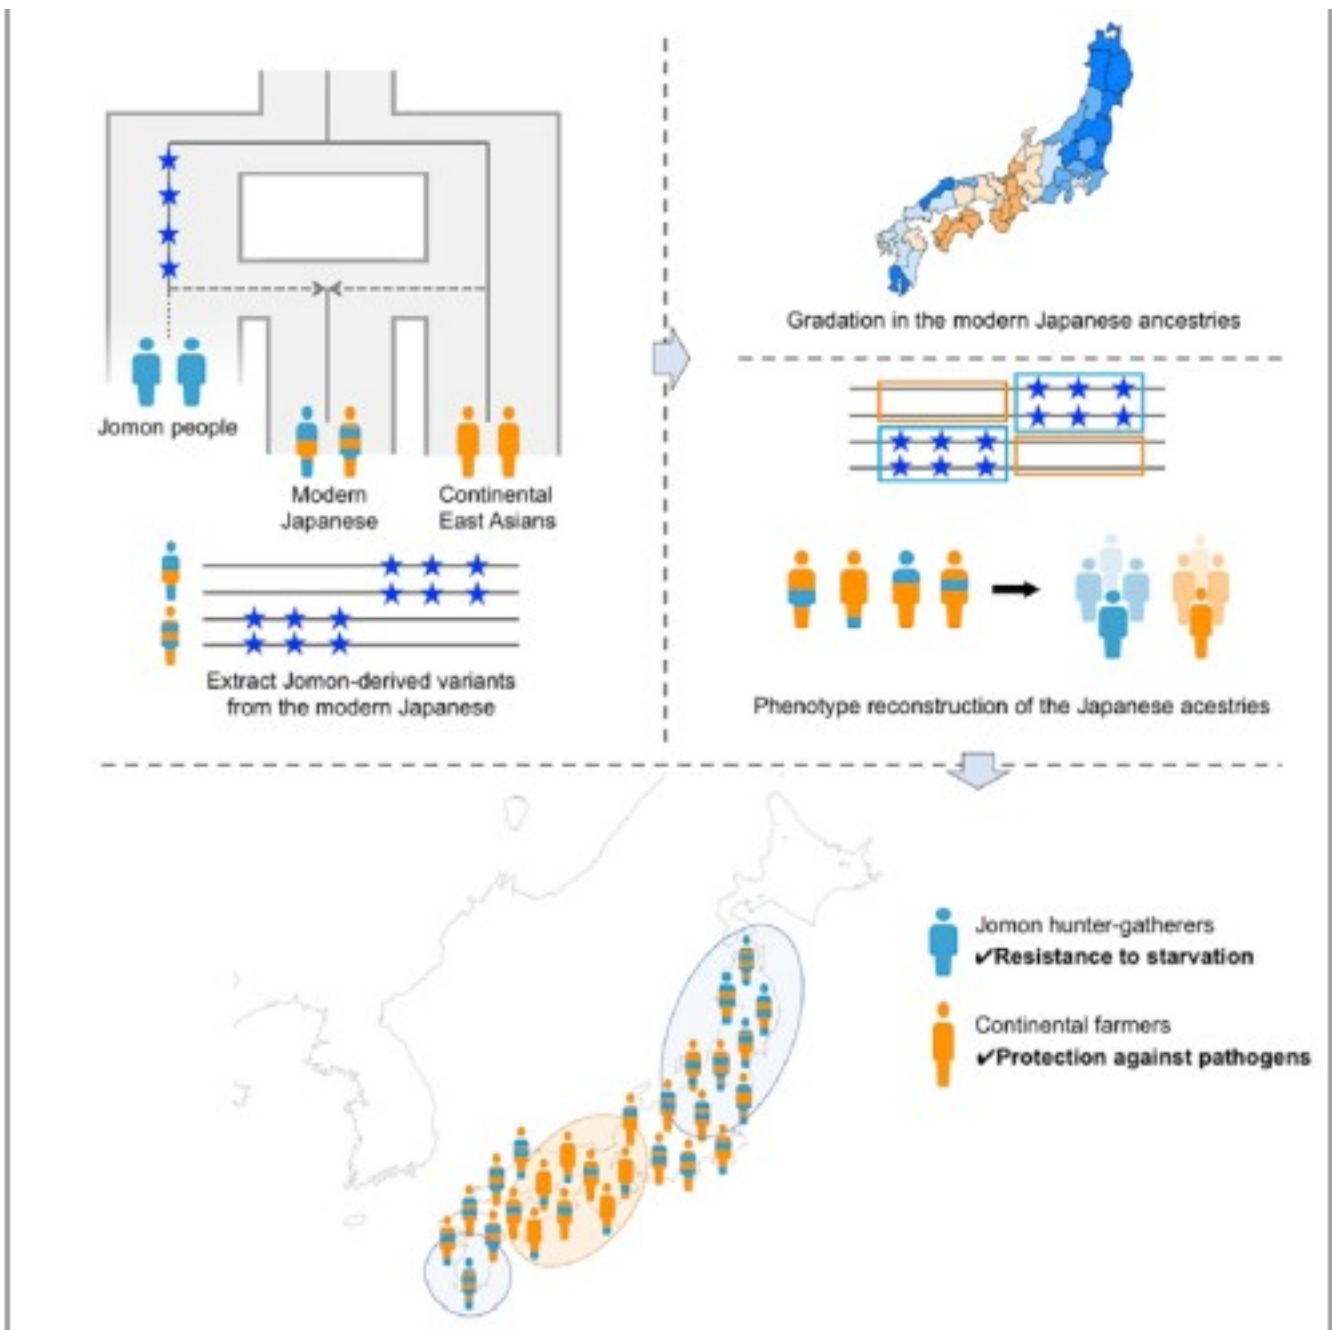 Jomon people
Modern
Japanese
Continental
East Asians
Extract Jomon-derived variants
from the modern Japanese
Gradation in the modern Japanese ancestries
Phenotype reconstruction of the Japanese acestries
Jomon hunter-gatherers
✔Resistance to starvation
Continental farmers
✔Protection against pathogens